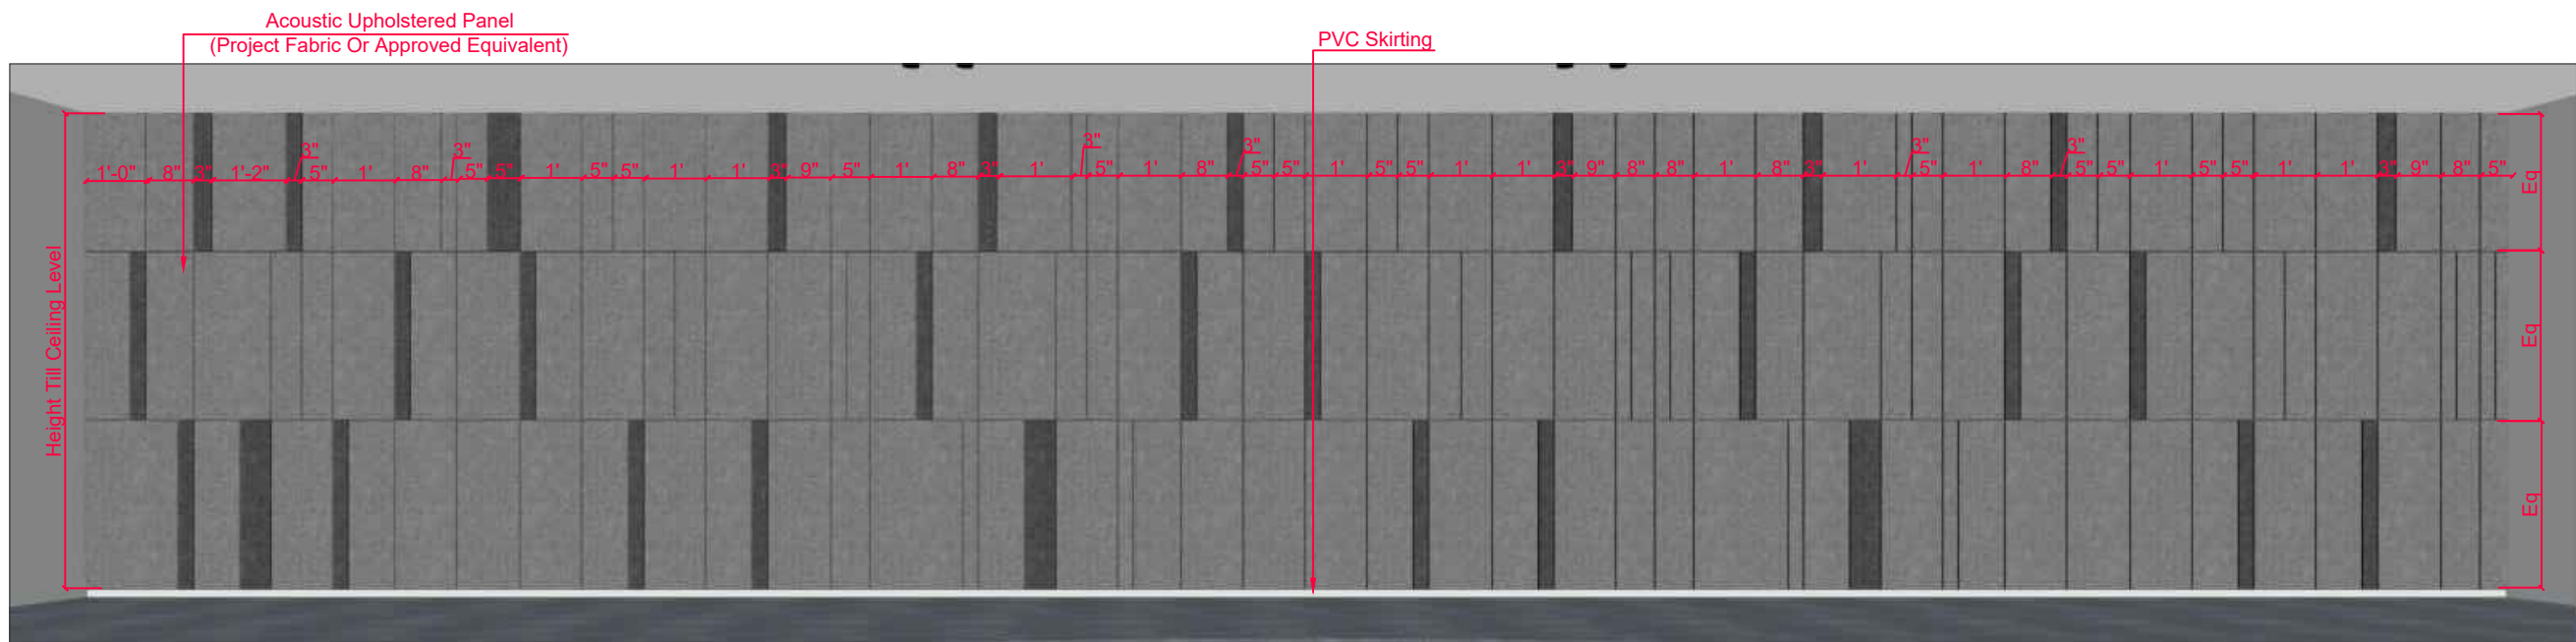 Acoustic Upholstered Panel
(Project Fabric Or Approved Equivalent)
PVC Skirting
3" 3" 3" 3" 3" 3"
1'-0" 8" 3" 1'-2" 5" 1' 8" 5" 5" 1' 5" 5" 1' 1' 3" 9" 5" 1' 8" 3" 1' 5" 1' 8" 5" 5" 1' 5" 5" 1' 1' 3" 9" 8" 8" 1' 8" 3" 1' 5" 1' 8" 5" 5" 1' 5" 5" 1' 1' 3" 9" 8" 5"
Height Till Ceiling Level
Eq
Eq
Eq